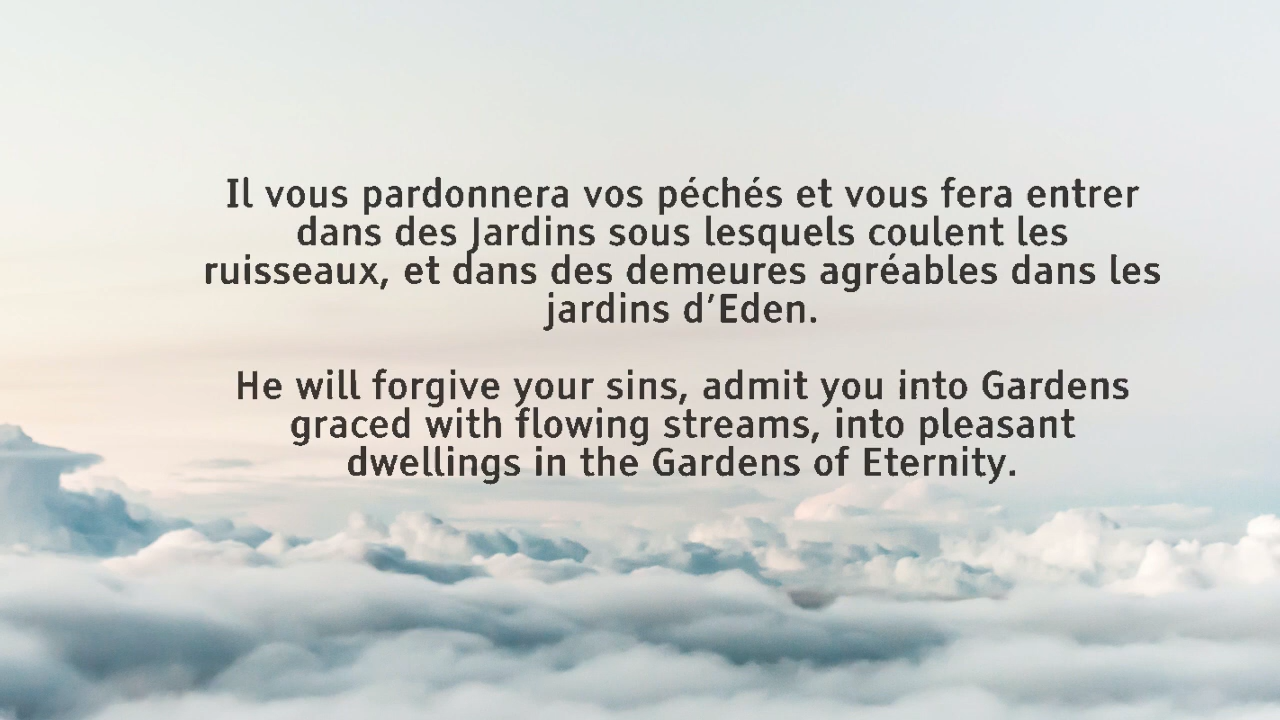 Il vous pardonnera vos péchés et vous fera entrer
dans des Jardins sous lesquels coulent les
ruisseaux, et dans des demeures agréables dans les
jardins d’Eden.
He will forgive your sins, admit you into Gardens
graced with flowing streams, into pleasant
dwellings in the Gardens of Eternity.